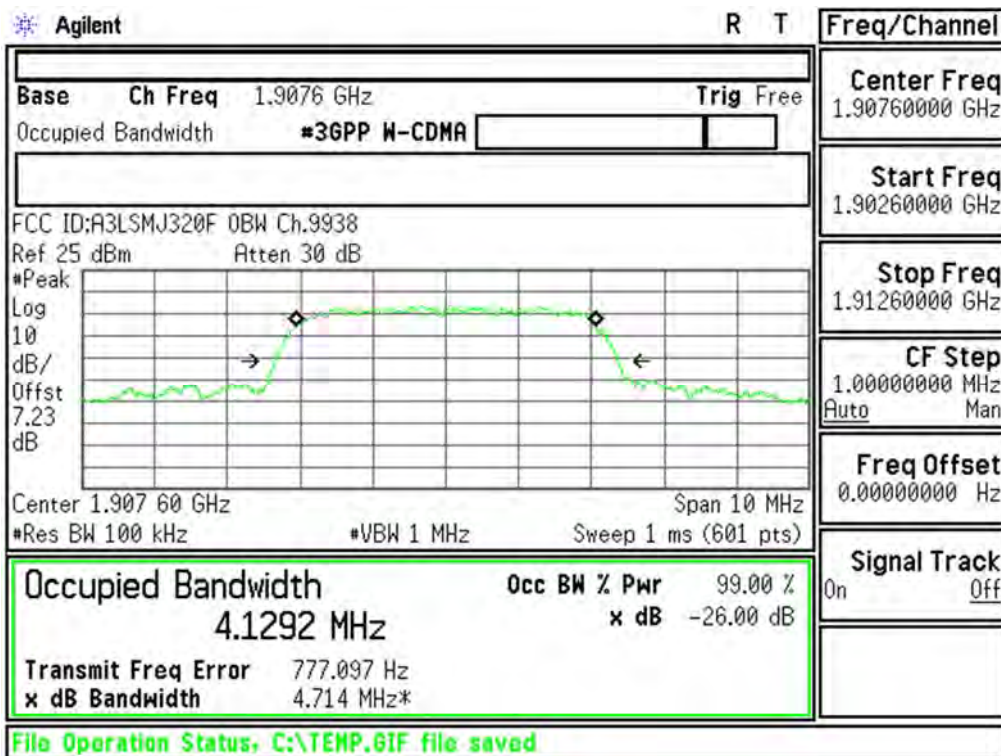 Agilent R T
Base Ch Freq 1.9076 GHz Trig Free
Occupied Bandwidth #3GPP W-CDMA
FCC ID:A3LSMJ320F OBW Ch.9938
Ref 25 dBm Atten 30 dB
#Peak
Log
10
dB/
Offst
7.23
dB
Center 1.907 60 GHz Span 10 MHz
#Res BW 100 kHz #VBW 1 MHz Sweep 1 ms (601 pts)
Occupied Bandwidth Occ BW % Pwr 99.00 %
4.1292 MHz x dB -26.00 dB
Transmit Freq Error 777.097 Hz
x dB Bandwidth 4.714 MHz*
File Operation Status, C:\TEMP.GIF file saved
Freq/Channel
Center Freq
1.90760000 GHz
Start Freq
1.90260000 GHz
Stop Freq
1.91260000 GHz
CF Step
1.00000000 MHz
Auto Man
Freq Offset
0.00000000 Hz
Signal Track
On Off